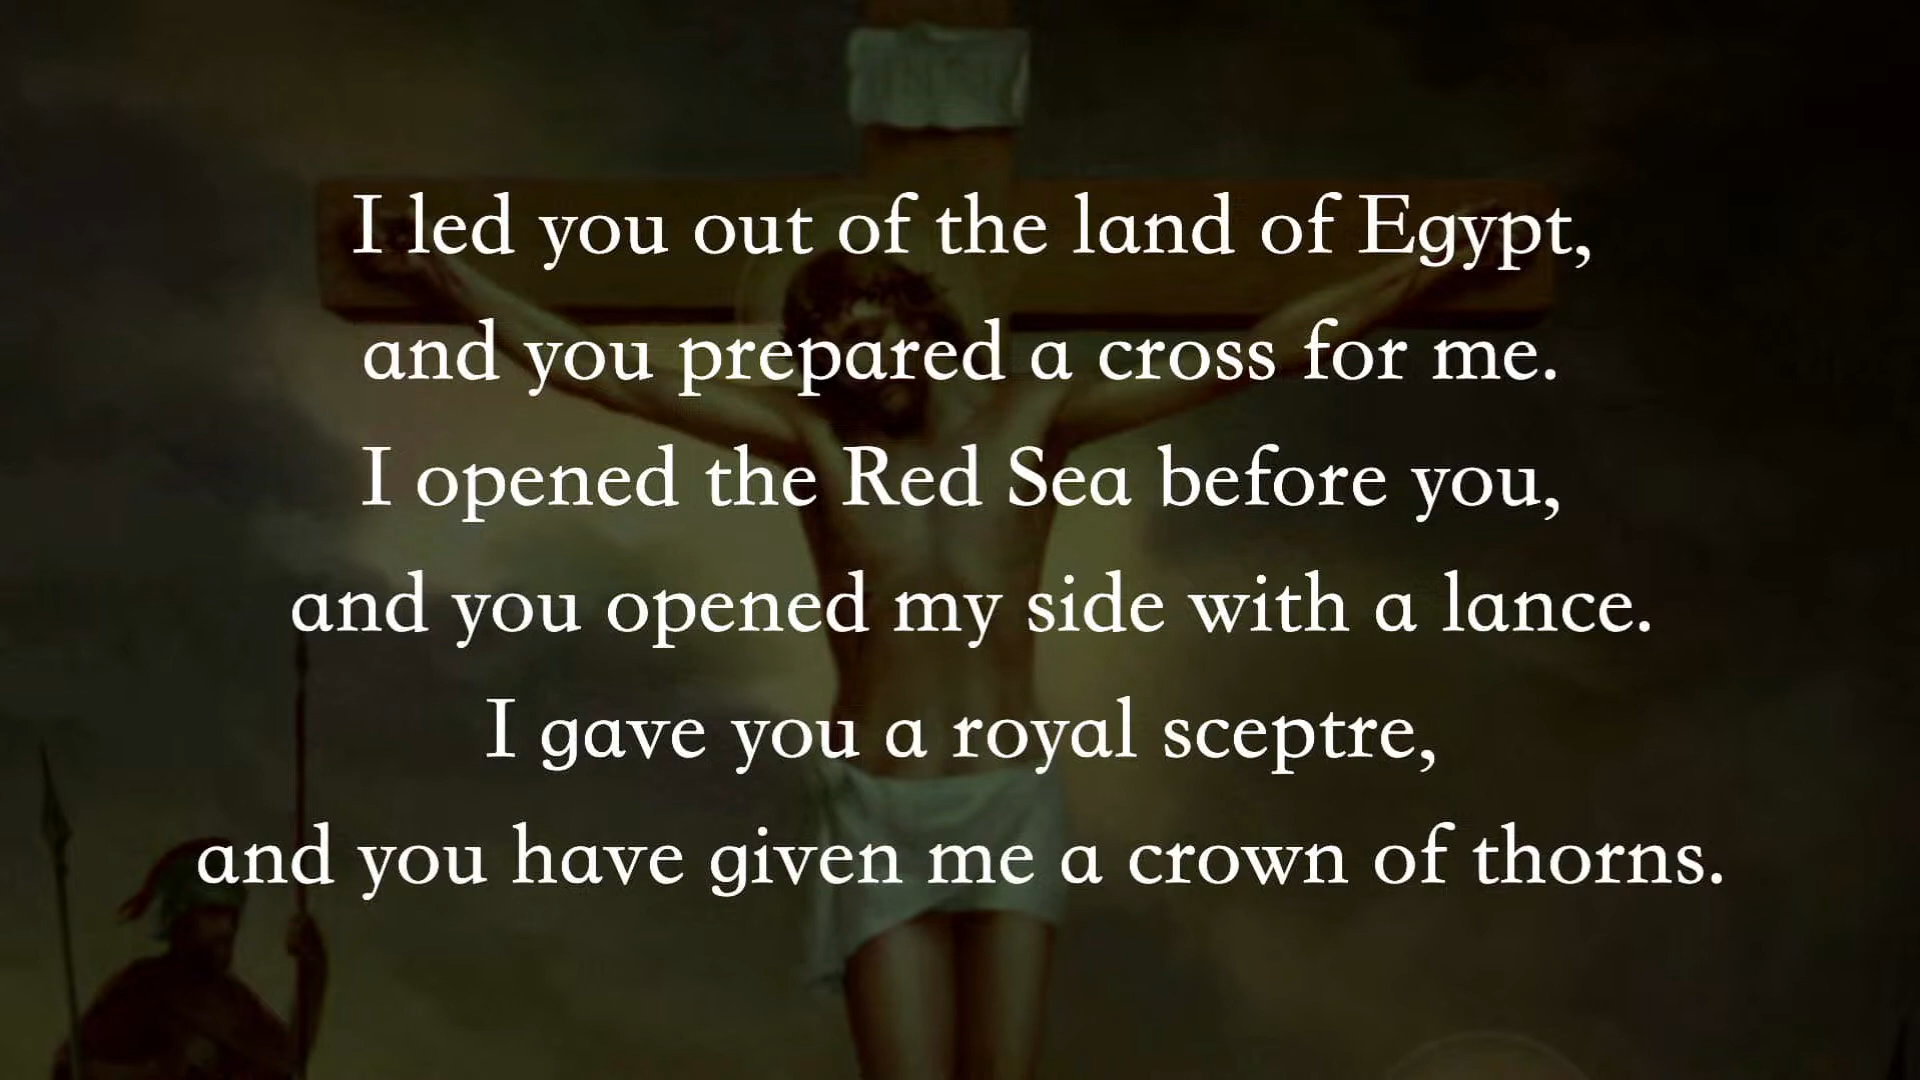 I led you out of the land of Egypt,
and you prepared a cross for me.
I opened the Red Sea before you,
and you opened my side with a lance.
I gave you a royal sceptre,
and you have given me a crown of thorns.